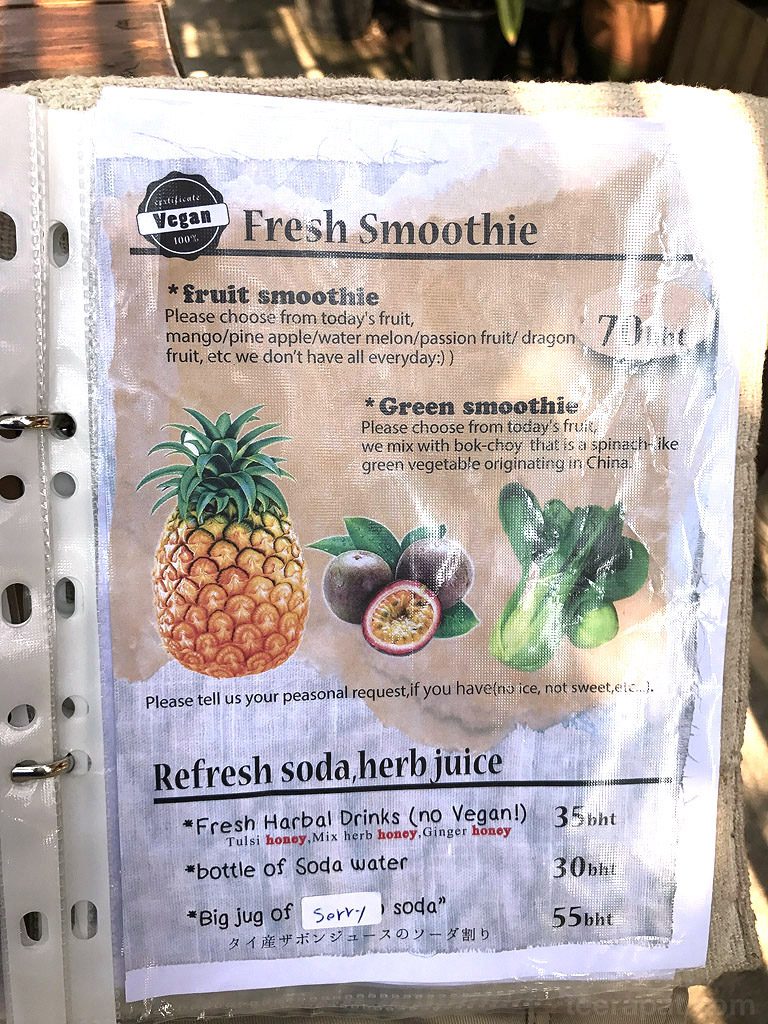 certificate
Vegan
100%
Fresh Smoothie
*fruit smoothie
Please choose from today's fruit,
mango/pine apple/water melon/passion fruit/ dragon
fruit, etc we don't have all everyday:) )
70bht
*Green smoothie
Please choose from today's fruit,
we mix with bok-choy that is a spinach-like
green vegetable originating in China.
Please tell us your peasonal request,if you have(no ice, not sweet,etc...).
Refresh soda,herb juice
*Fresh Harbal Drinks (no Vegan!) 35bht
Tulsi honey,Mix herb honey,Ginger honey
*bottle of Soda water 30bht
*Big jug of Sorry soda" 55bht
タイ産ザボンジュースのソーダ割り
teerapat.com